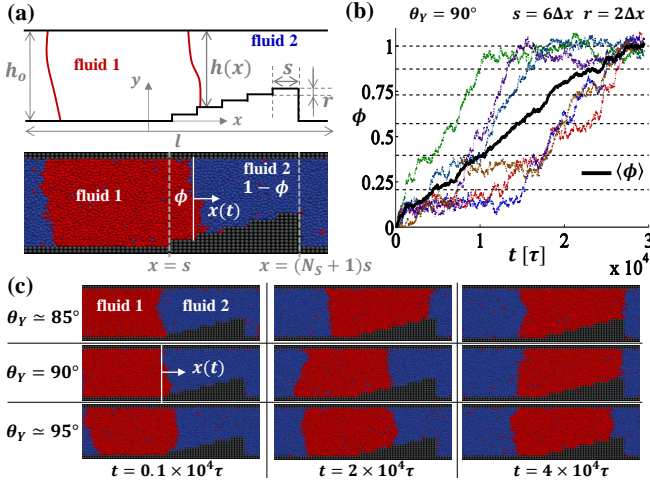 (a)
fluid 1
fluid 2
h_o
h(x)
s
y
x
r
l
fluid 1
ϕ
fluid 2
1 − ϕ
x(t)
x = s
x = (N_S + 1)s
(b)
θ_Y = 90° s = 6Δx r = 2Δx
1
0.75
ϕ
0.5
0.25
0
⟨ϕ⟩
0 1 2 3
t [τ]
x 10⁴
(c)
fluid 1 fluid 2
θ_Y ≃ 85°
θ_Y = 90°
x(t)
θ_Y ≃ 95°
t = 0.1 × 10⁴τ t = 2 × 10⁴τ t = 4 × 10⁴τ